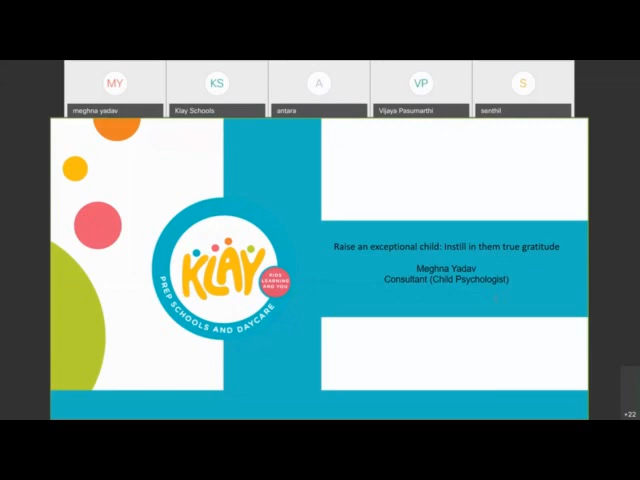 MY
KS
A
VP
S
meghna yadav
Klay Schools
antara
Vijaya Pasumarthi
senthil
KLAY
KIDS
LEARNING
AND YOU
PREP SCHOOLS AND DAYCARE
Raise an exceptional child: Instill in them true gratitude
Meghna Yadav
Consultant (Child Psychologist)
+22